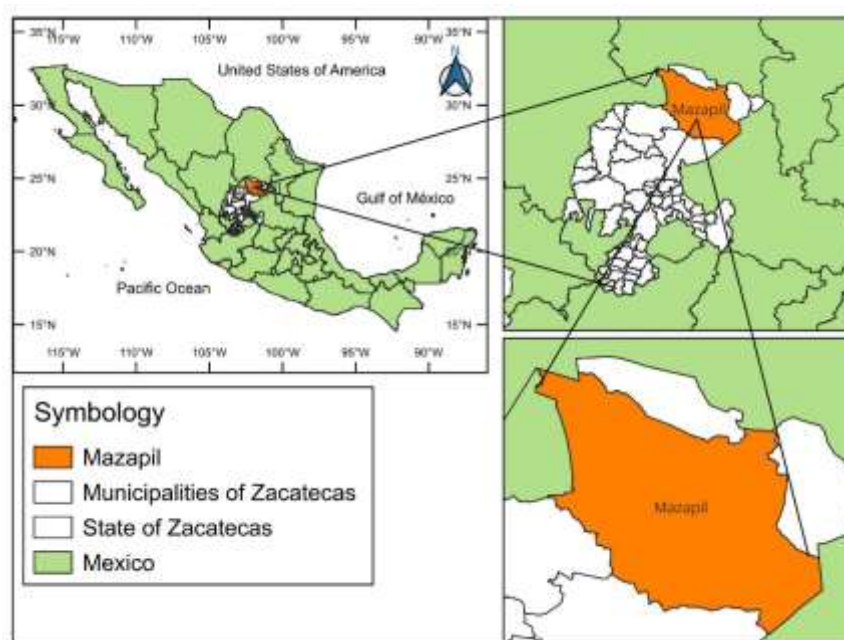 35°N
115°W
110°W
105°W
100°W
95°W
90°W
35°N
United States of America
N
30°N
30°N
25°N
25°N
Gulf of México
20°N
20°N
Pacific Ocean
15°N
15°N
115°W
110°W
105°W
100°W
95°W
90°W
Mazapil
Symbology
Mazapil
Municipalities of Zacatecas
State of Zacatecas
Mexico
Mazapil